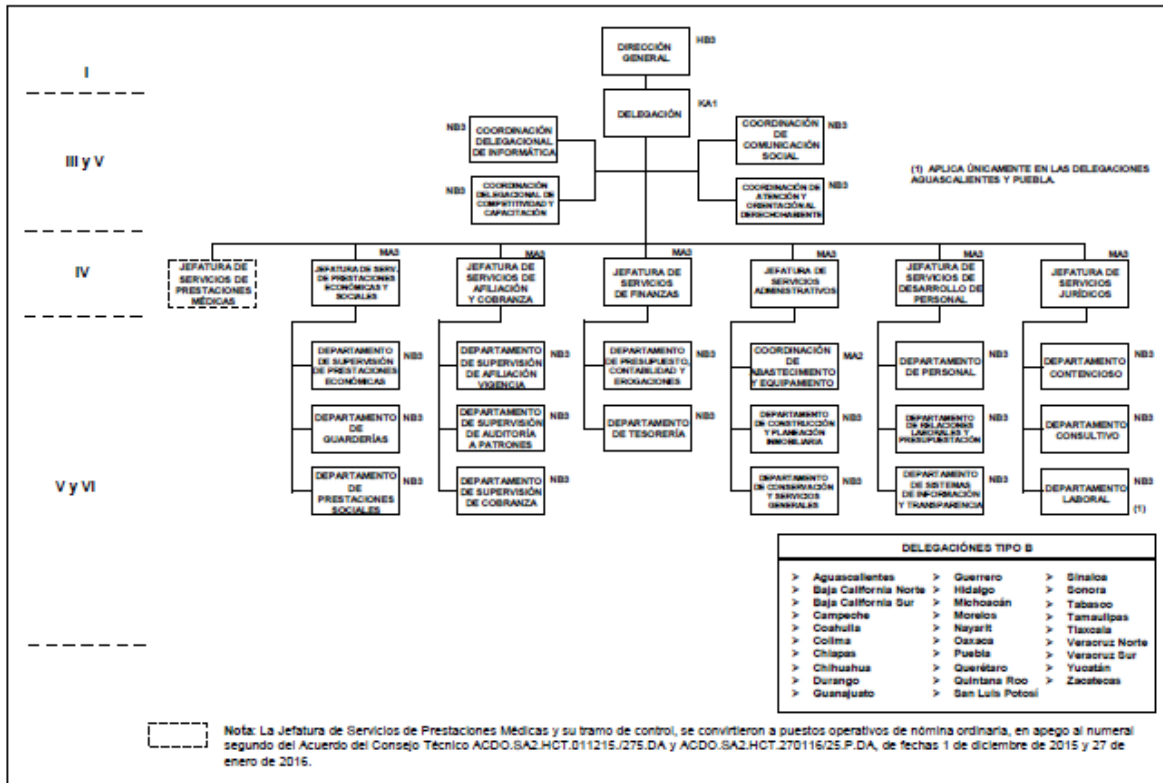 HB3
DIRECCIÓN
GENERAL
I
KA1
DELEGACIÓN
NB3
COORDINACIÓN
DELEGACIONAL
DE INFORMÁTICA
COORDINACIÓN
DE
COMUNICACIÓN
SOCIAL
NB3
III y V
(1) APLICA ÚNICAMENTE EN LAS DELEGACIONES
AGUASCALIENTES Y PUEBLA.
NB3
COORDINACIÓN
DELEGACIONAL DE
COMPETITIVIDAD Y
CAPACITACIÓN
COORDINACIÓN DE
ATENCIÓN Y
ORIENTACIÓN AL
DERECHOHABIENTE
NB3
IV
JEFATURA DE
SERVICIOS DE
PRESTACIONES
MÉDICAS
MA3
JEFATURA DE SERV.
DE PRESTACIONES
ECONÓMICAS Y
SOCIALES
MA3
JEFATURA DE
SERVICIOS DE
AFILIACIÓN
Y COBRANZA
MA3
JEFATURA DE
SERVICIOS
DE FINANZAS
MA3
JEFATURA DE
SERVICIOS
ADMINISTRATIVOS
MA3
JEFATURA DE
SERVICIOS DE
DESARROLLO DE
PERSONAL
MA3
JEFATURA DE
SERVICIOS
JURÍDICOS
DEPARTAMENTO
DE SUPERVISIÓN
DE PRESTACIONES
ECONÓMICAS
NB3
DEPARTAMENTO
DE SUPERVISIÓN
DE AFILIACIÓN
VIGENCIA
NB3
DEPARTAMENTO
DE PRESUPUESTO,
CONTABILIDAD Y
EROGACIONES
NB3
COORDINACIÓN
DE
ABASTECIMIENTO
Y EQUIPAMIENTO
MA2
DEPARTAMENTO
DE PERSONAL
NB3
DEPARTAMENTO
CONTENCIOSO
NB3
DEPARTAMENTO
DE
GUARDERÍAS
NB3
DEPARTAMENTO
DE SUPERVISIÓN
DE AUDITORÍA
A PATRONES
NB3
DEPARTAMENTO
DE TESORERÍA
NB3
DEPARTAMENTO
DE CONSTRUCCIÓN
Y PLANEACIÓN
INMOBILIARIA
NB3
DEPARTAMENTO
DE RELACIONES
LABORALES Y
PRESUPUESTACIÓN
NB3
DEPARTAMENTO
CONSULTIVO
NB3
V y VI
DEPARTAMENTO
DE
PRESTACIONES
SOCIALES
NB3
DEPARTAMENTO
DE SUPERVISIÓN
DE COBRANZA
NB3
DEPARTAMENTO
DE CONSERVACIÓN
Y SERVICIOS
GENERALES
NB3
DEPARTAMENTO
DE SISTEMAS
DE INFORMACIÓN
Y TRANSPARENCIA
NB3
DEPARTAMENTO
LABORAL
NB3
(1)
DELEGACIÓNES TIPO B
➢ Aguascalientes
➢ Baja California Norte
➢ Baja California Sur
➢ Campeche
➢ Coahuila
➢ Colima
➢ Chiapas
➢ Chihuahua
➢ Durango
➢ Guanajuato
➢ Guerrero
➢ Hidalgo
➢ Michoacán
➢ Morelos
➢ Nayarit
➢ Oaxaca
➢ Puebla
➢ Querétaro
➢ Quintana Roo
➢ San Luis Potosí
➢ Sinaloa
➢ Sonora
➢ Tabasco
➢ Tamaulipas
➢ Tlaxcala
➢ Veracruz Norte
➢ Veracruz Sur
➢ Yucatán
➢ Zacatecas
Nota: La Jefatura de Servicios de Prestaciones Médicas y su tramo de control, se convirtieron a puestos operativos de nómina ordinaria, en apego al numeral
segundo del Acuerdo del Consejo Técnico ACDO.SA2.HCT.011215./275.DA y ACDO.SA2.HCT.270116/25.P.DA, de fechas 1 de diciembre de 2015 y 27 de
enero de 2016.